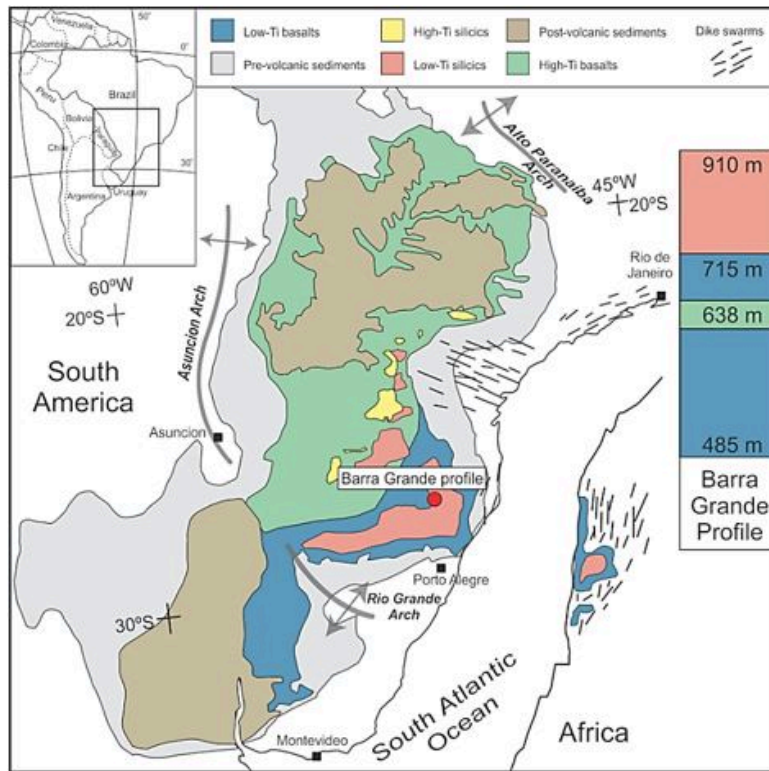 Venezuela
Colombia
Peru
Brazil
Bolivia
Paraguay
Chile
Argentina
Uruguay
50°
0°
30°
Low-Ti basalts
High-Ti silicics
Post-volcanic sediments
Dike swarms
Pre-volcanic sediments
Low-Ti silicics
High-Ti basalts
Alto Paranaiba
Arch
45°W
20°S
Rio de
Janeiro
60°W
20°S
Asuncion Arch
South
America
Asuncion
Barra Grande profile
Porto Alegre
Rio Grande
Arch
30°S
Montevideo
South Atlantic
Ocean
Africa
910 m
715 m
638 m
485 m
Barra
Grande
Profile